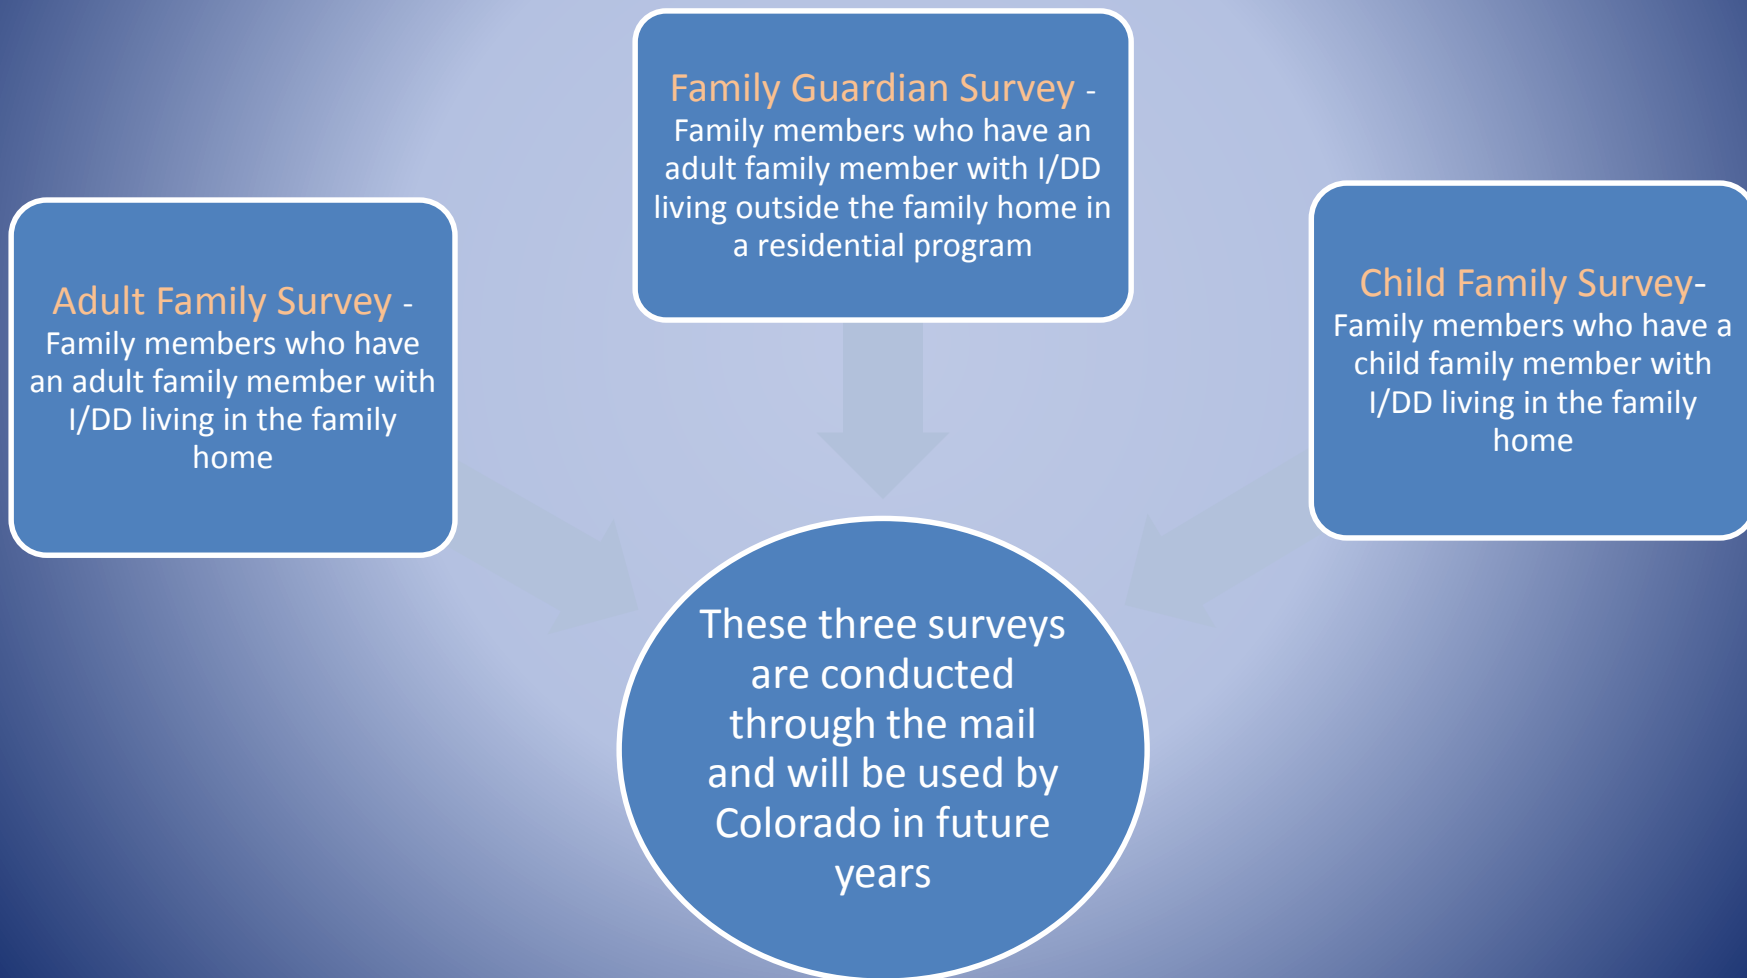 Family Guardian Survey -
Family members who have an
adult family member with I/DD
living outside the family home in
a residential program
Adult Family Survey -
Family members who have
an adult family member with
I/DD living in the family
home
Child Family Survey-
Family members who have a
child family member with
I/DD living in the family
home
These three surveys
are conducted
through the mail
and will be used by
Colorado in future
years